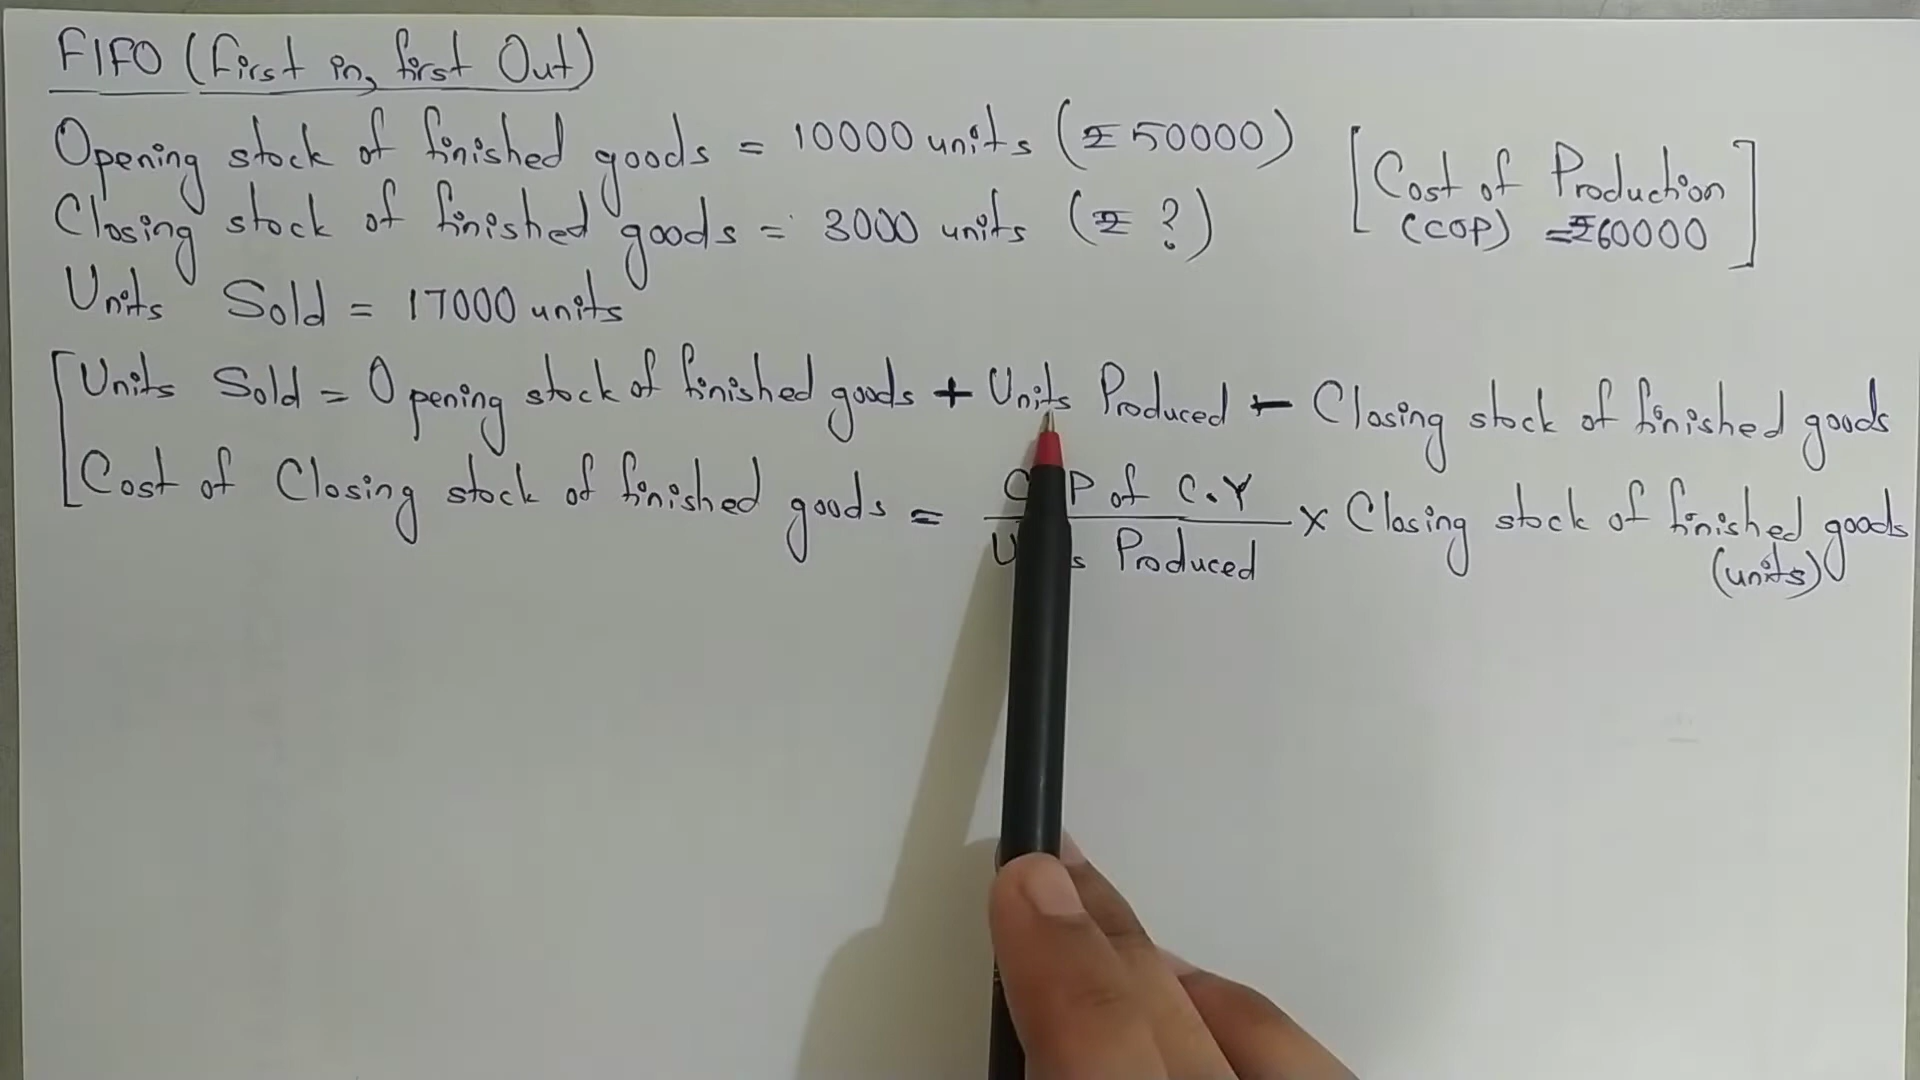 FIFO (First in, first Out)
Opening stock of finished goods = 10000 units (₹ 50000)
Closing stock of finished goods = 3000 units (₹ ?)
[Cost of Production
(COP) = ₹60000]
Units Sold = 17000 units
[Units Sold = Opening stock of finished goods + Units Produced - Closing stock of finished goods
Cost of Closing stock of finished goods = P of C.Y
Produced
× Closing stock of finished goods
(units)